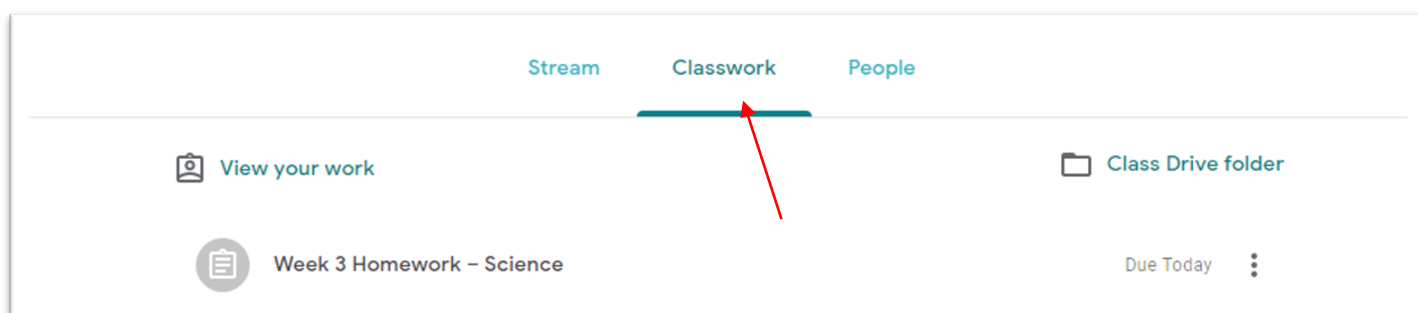 Stream Classwork People
View your work Class Drive folder
Week 3 Homework – Science Due Today